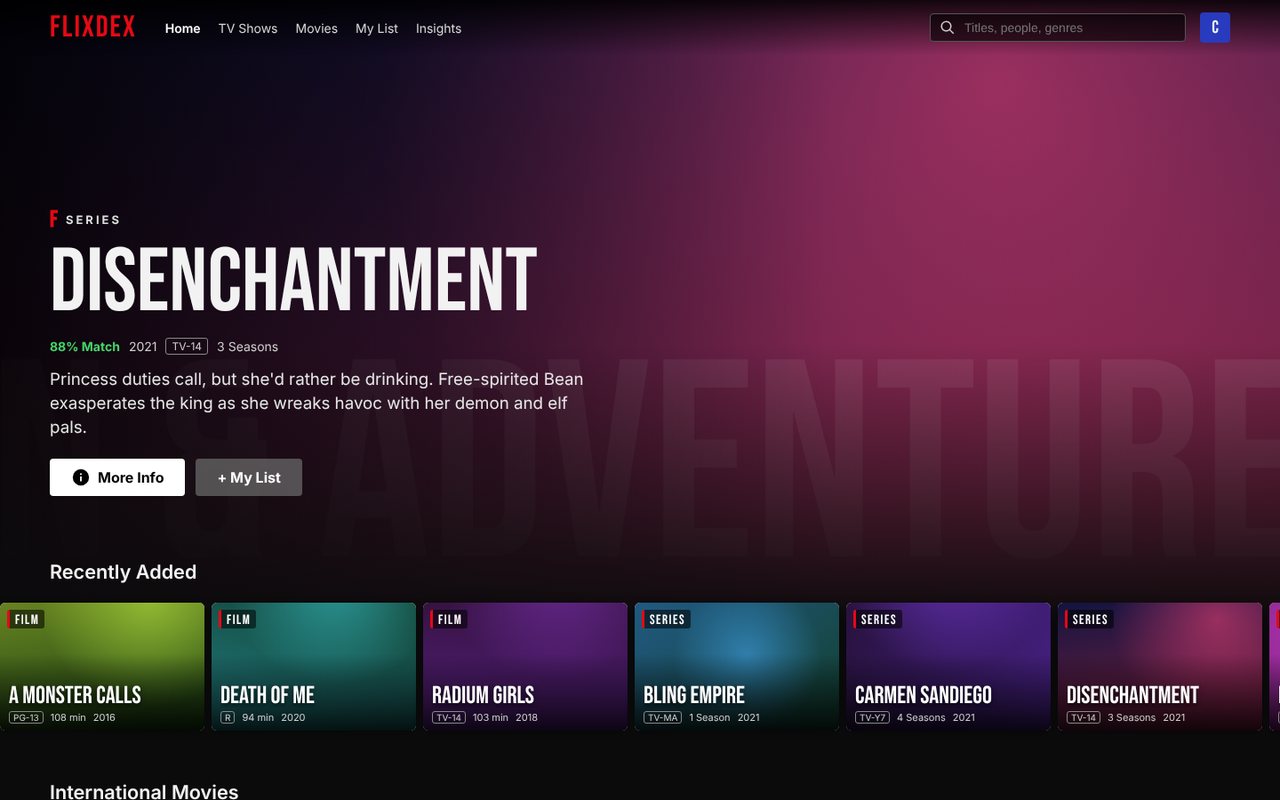 FLIXDEX Home TV Shows Movies My List Insights Titles, people, genres C
F SERIES
DISENCHANTMENT
88% Match 2021 TV-14 3 Seasons
Princess duties call, but she'd rather be drinking. Free-spirited Bean
exasperates the king as she wreaks havoc with her demon and elf
pals.
N & ADVENTURE
More Info + My List
Recently Added
FILM FILM FILM SERIES SERIES SERIES
A MONSTER CALLS DEATH OF ME RADIUM GIRLS BLING EMPIRE CARMEN SANDIEGO DISENCHANTMENT
PG-13 108 min 2016 R 94 min 2020 TV-14 103 min 2018 TV-MA 1 Season 2021 TV-Y7 4 Seasons 2021 TV-14 3 Seasons 2021
International Movies